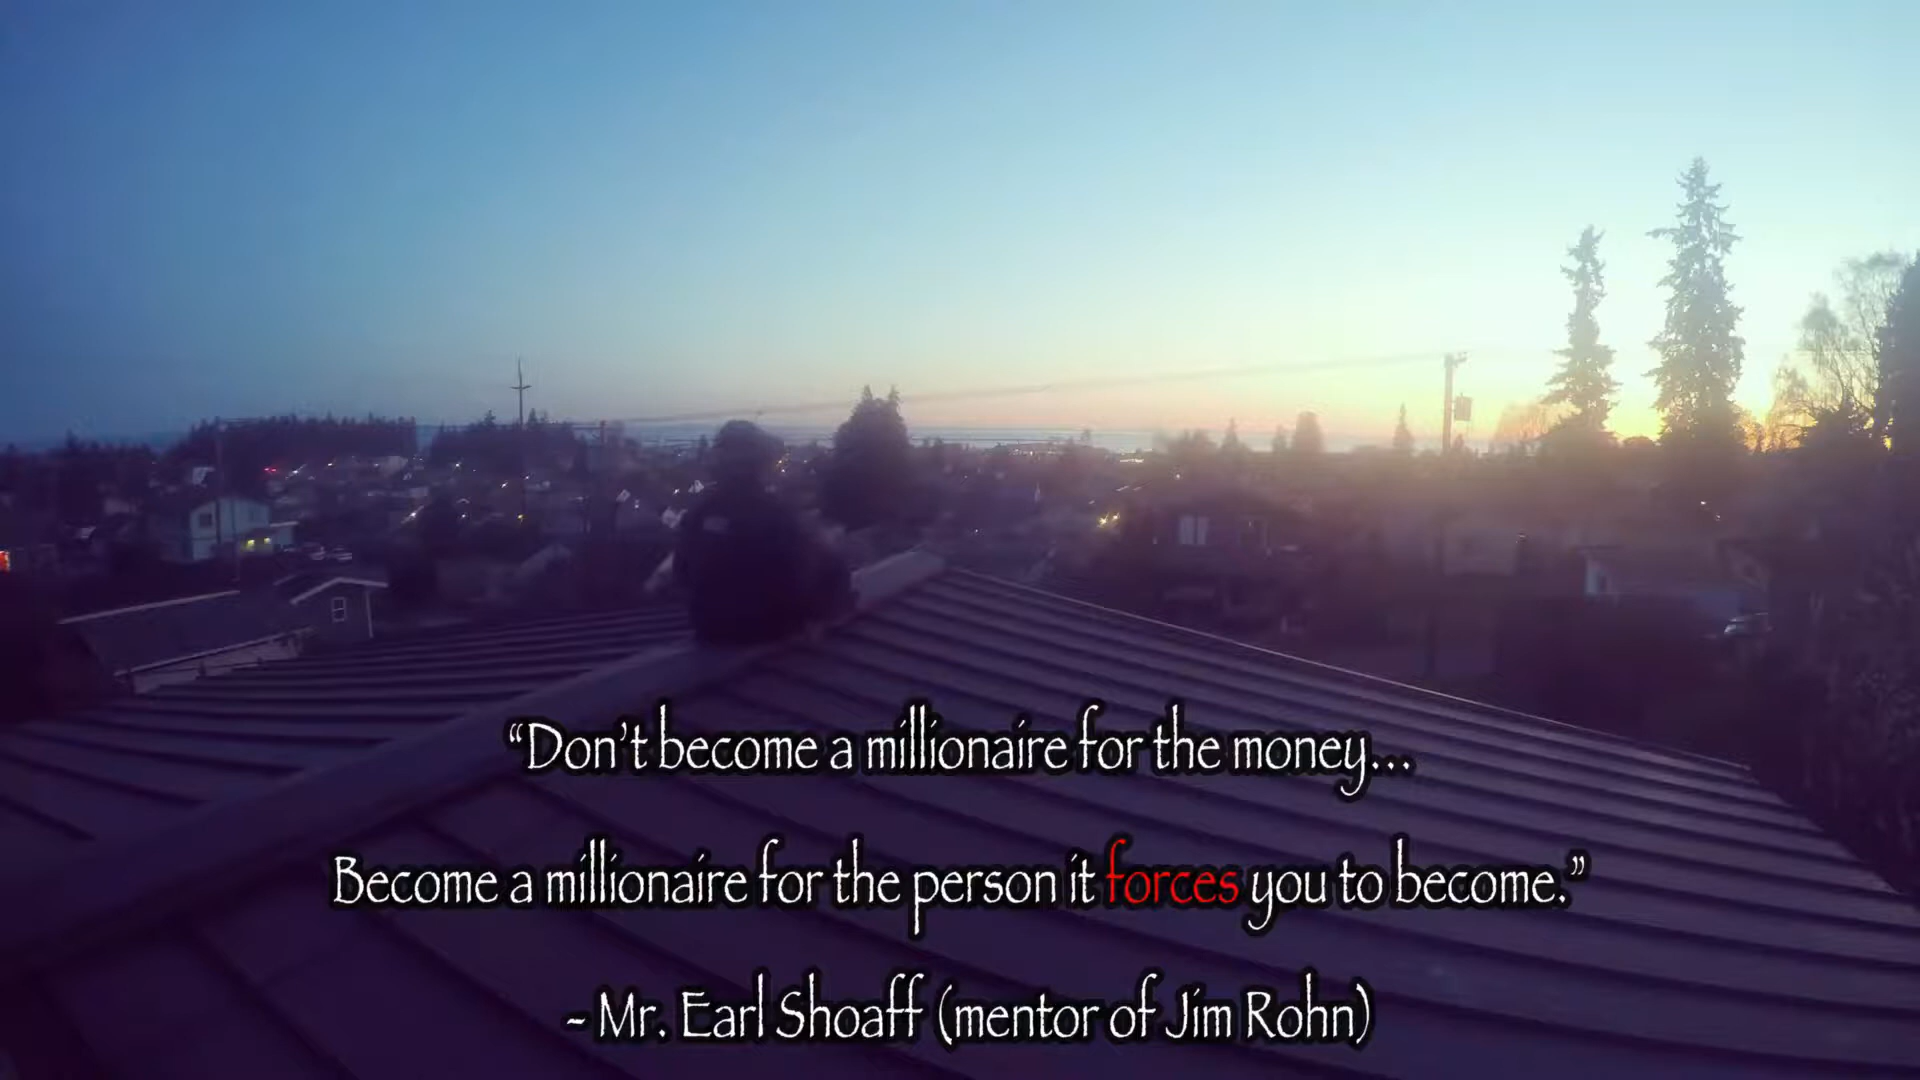 “Don’t become a millionaire for the money...
Become a millionaire for the person it forces you to become.”
- Mr. Earl Shoaff (mentor of Jim Rohn)